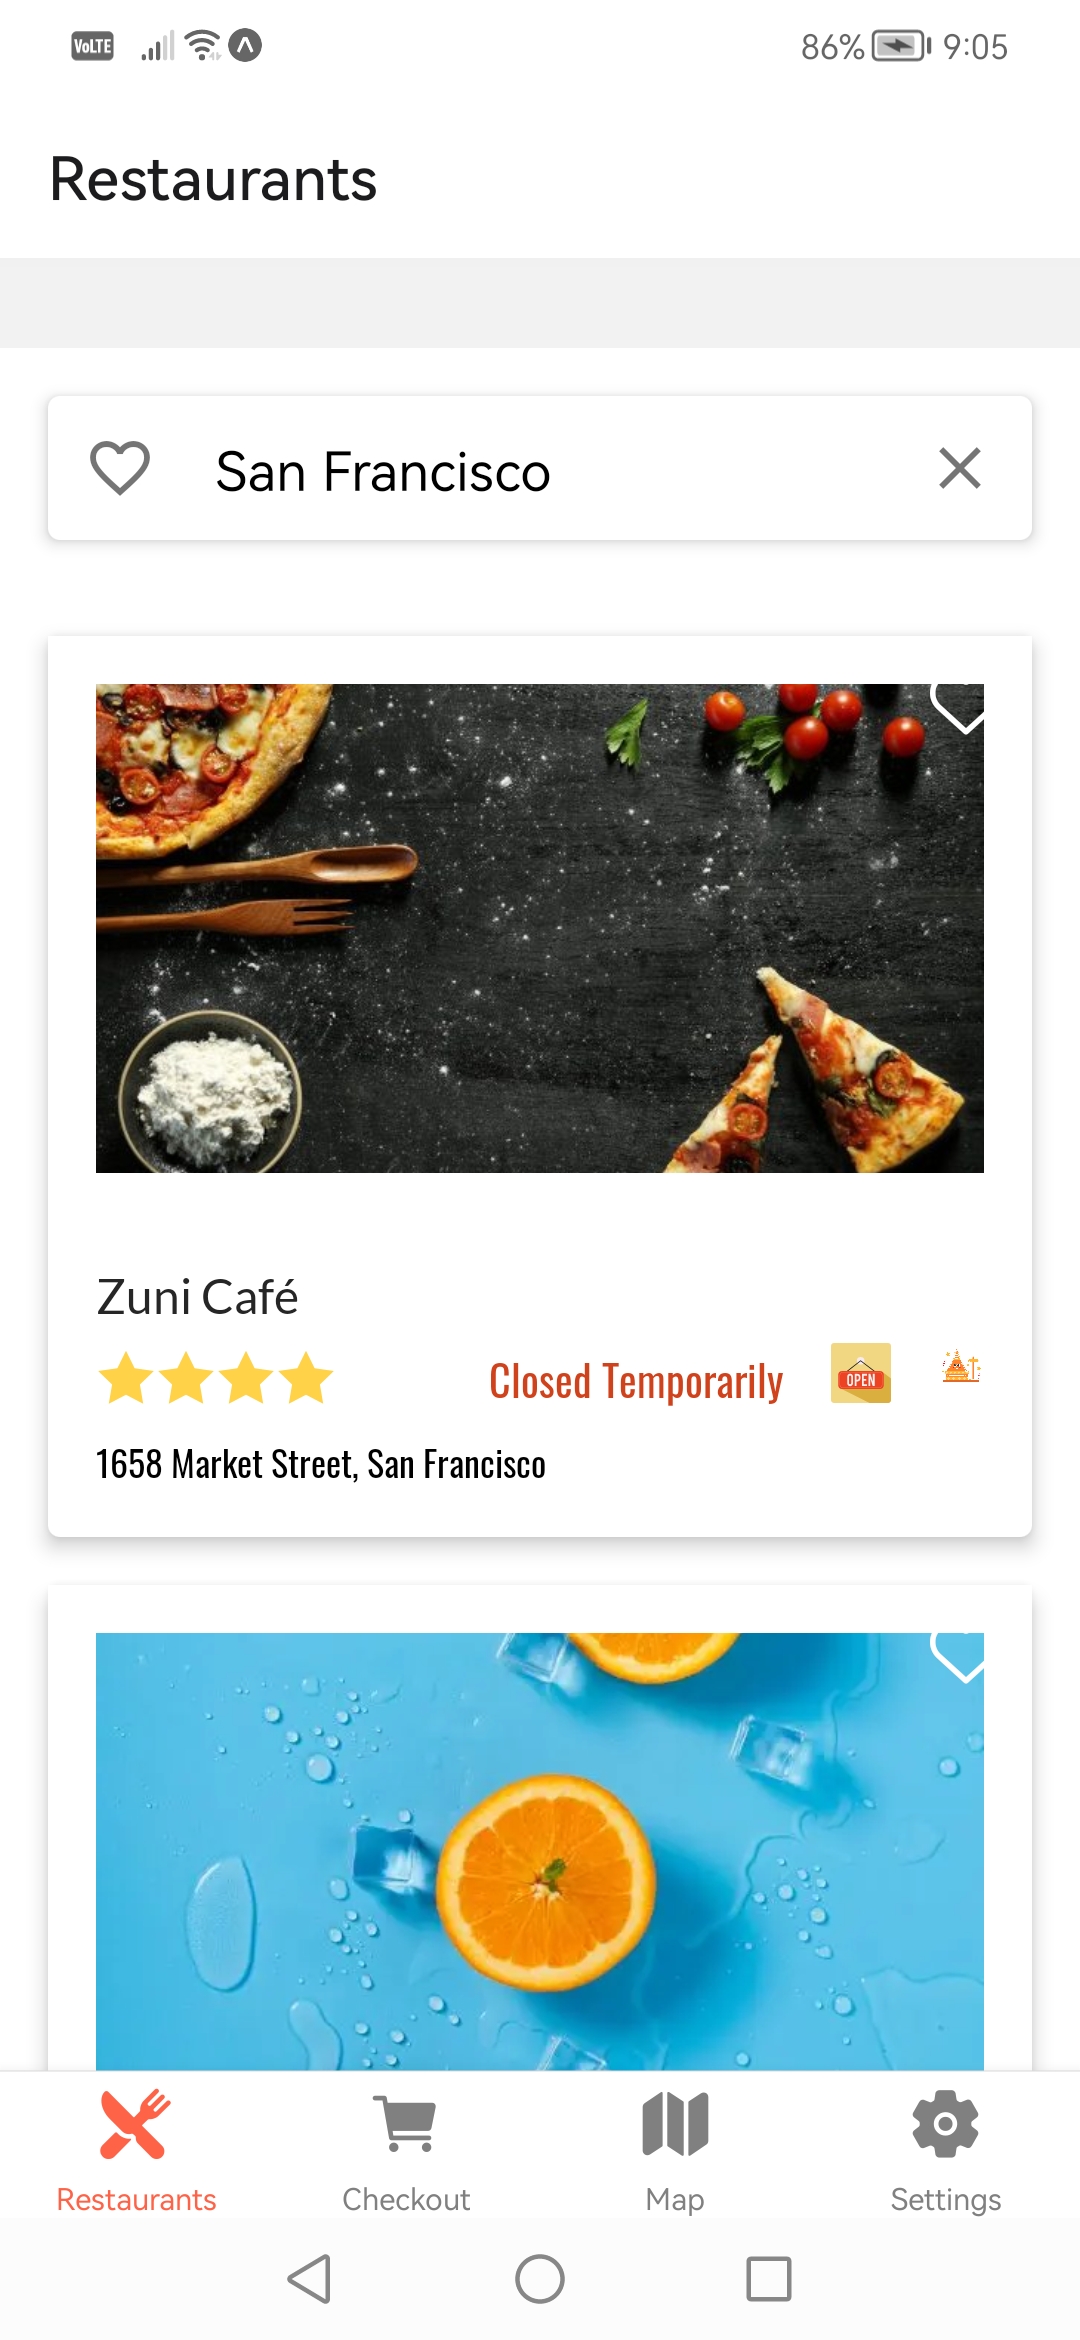 VoLTE 86% 9:05
Restaurants
San Francisco
Zuni Café
Closed Temporarily OPEN
1658 Market Street, San Francisco
Restaurants Checkout Map Settings